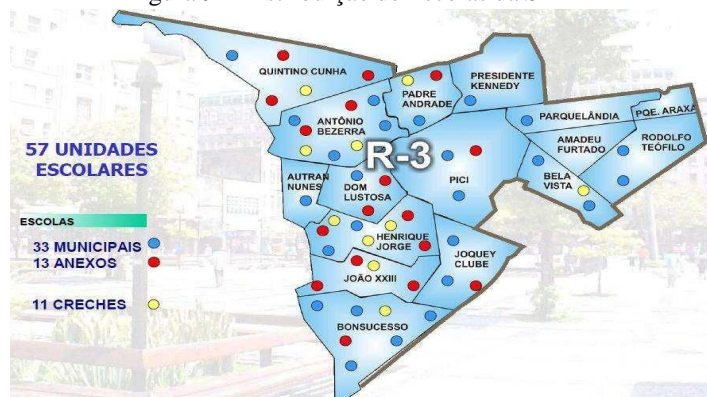 QUINTINO CUNHA
PADRE
ANDRADE
PRESIDENTE
KENNEDY
ANTÔNIO
BEZERRA
PARQUELÂNDIA
PQE. ARAXA
AMADEU
FURTADO
RODOLFO
TEÓFILO
57 UNIDADES
ESCOLARES
R-3
AUTRAN
NUNES
DOM
LUSTOSA
PICI
BELA
VISTA
ESCOLAS
33 MUNICIPAIS
13 ANEXOS
11 CRECHES
HENRIQUE
JORGE
JOQUEY
CLUBE
JOÃO XXIII
BONSUCESSO